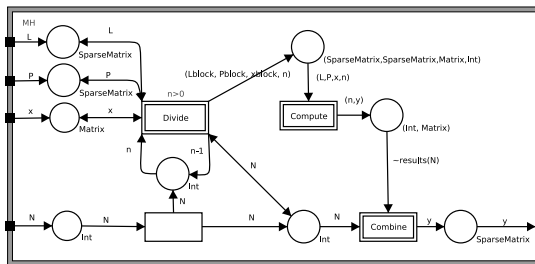 MH
L
L
SparseMatrix
P
P
SparseMatrix
x
x
Matrix
n>0
Divide
(Lblock, Pblock, xblock, n)
(SparseMatrix,SparseMatrix,Matrix,Int)
(L,P,x,n)
Compute
(n,y)
(Int, Matrix)
n
n-1
Int
N
N
~results(N)
N
Int
N
N
Int
N
Combine
y
SparseMatrix
y